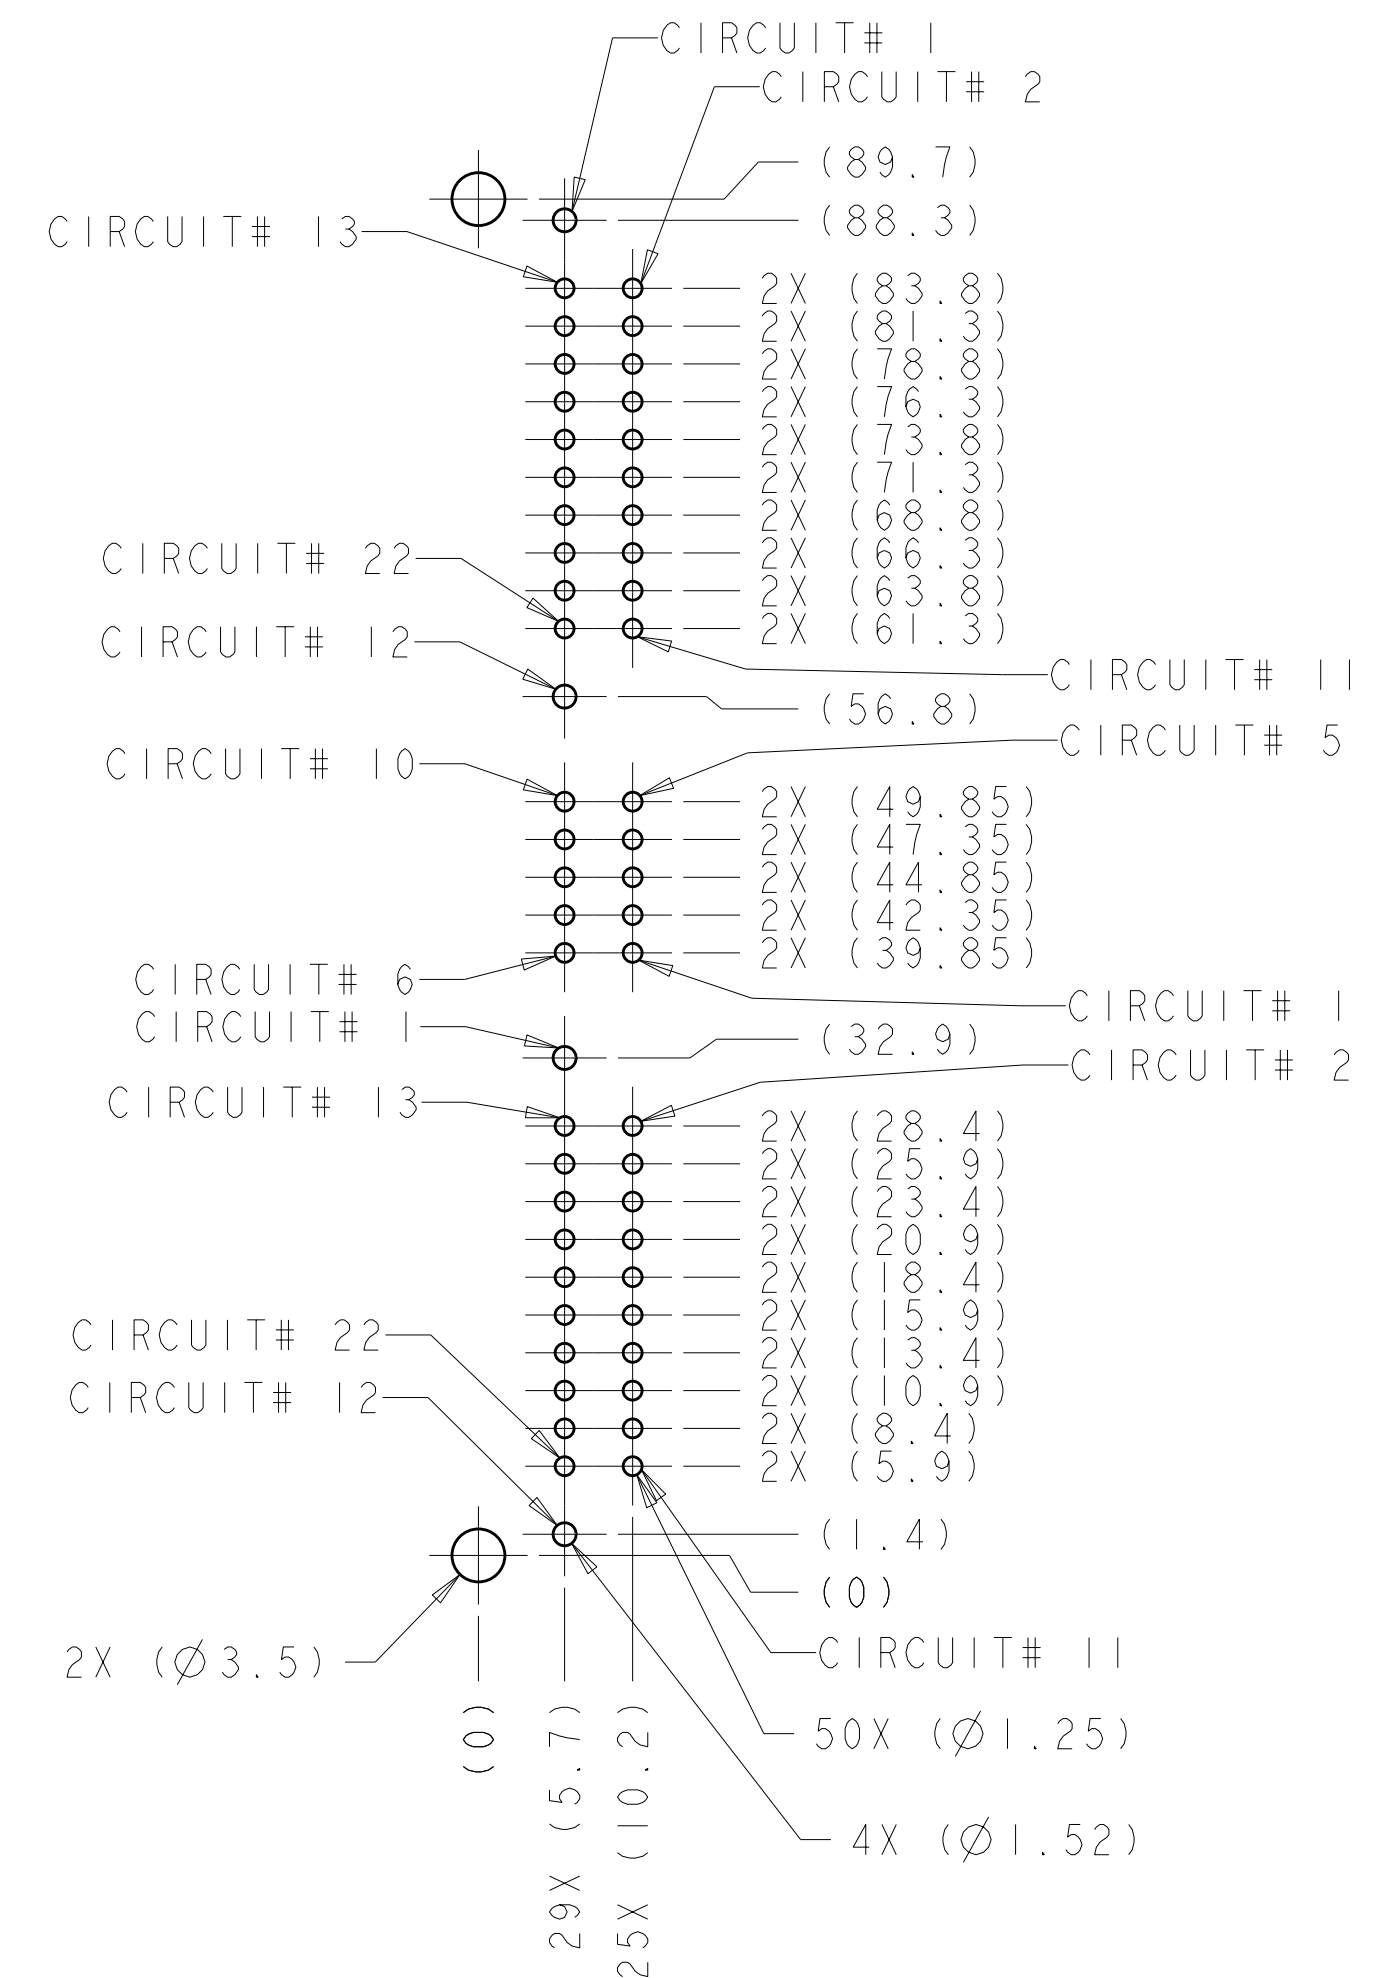 CIRCUIT# 1
CIRCUIT# 2
(89.7)
(88.3)
CIRCUIT# 13
2X (83.8)
2X (81.3)
2X (78.8)
2X (76.3)
2X (73.8)
2X (71.3)
2X (68.8)
2X (66.3)
CIRCUIT# 22
2X (63.8)
2X (61.3)
CIRCUIT# 12
CIRCUIT# 11
(56.8)
CIRCUIT# 5
CIRCUIT# 10
2X (49.85)
2X (47.35)
2X (44.85)
2X (42.35)
2X (39.85)
CIRCUIT# 6
CIRCUIT# 1
CIRCUIT# 1
(32.9)
CIRCUIT# 2
CIRCUIT# 13
2X (28.4)
2X (25.9)
2X (23.4)
2X (20.9)
2X (18.4)
2X (15.9)
CIRCUIT# 22
2X (13.4)
2X (10.9)
CIRCUIT# 12
2X (8.4)
2X (5.9)
(1.4)
(0)
CIRCUIT# 11
2X (Ø3.5)
50X (Ø1.25)
4X (Ø1.52)
(0)
29X (5.7)
25X (10.2)